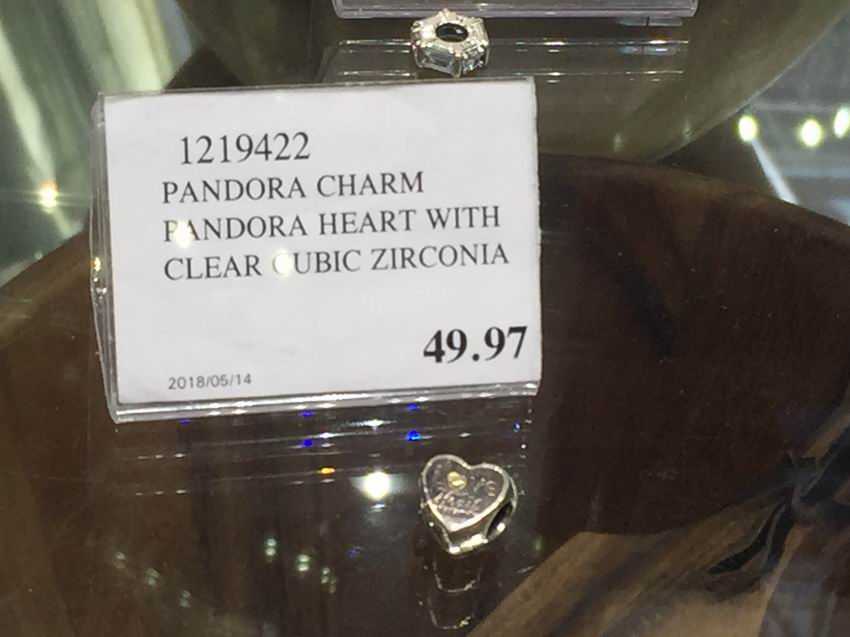 1219422
PANDORA CHARM
PANDORA HEART WITH
CLEAR CUBIC ZIRCONIA
49.97
2018/05/14